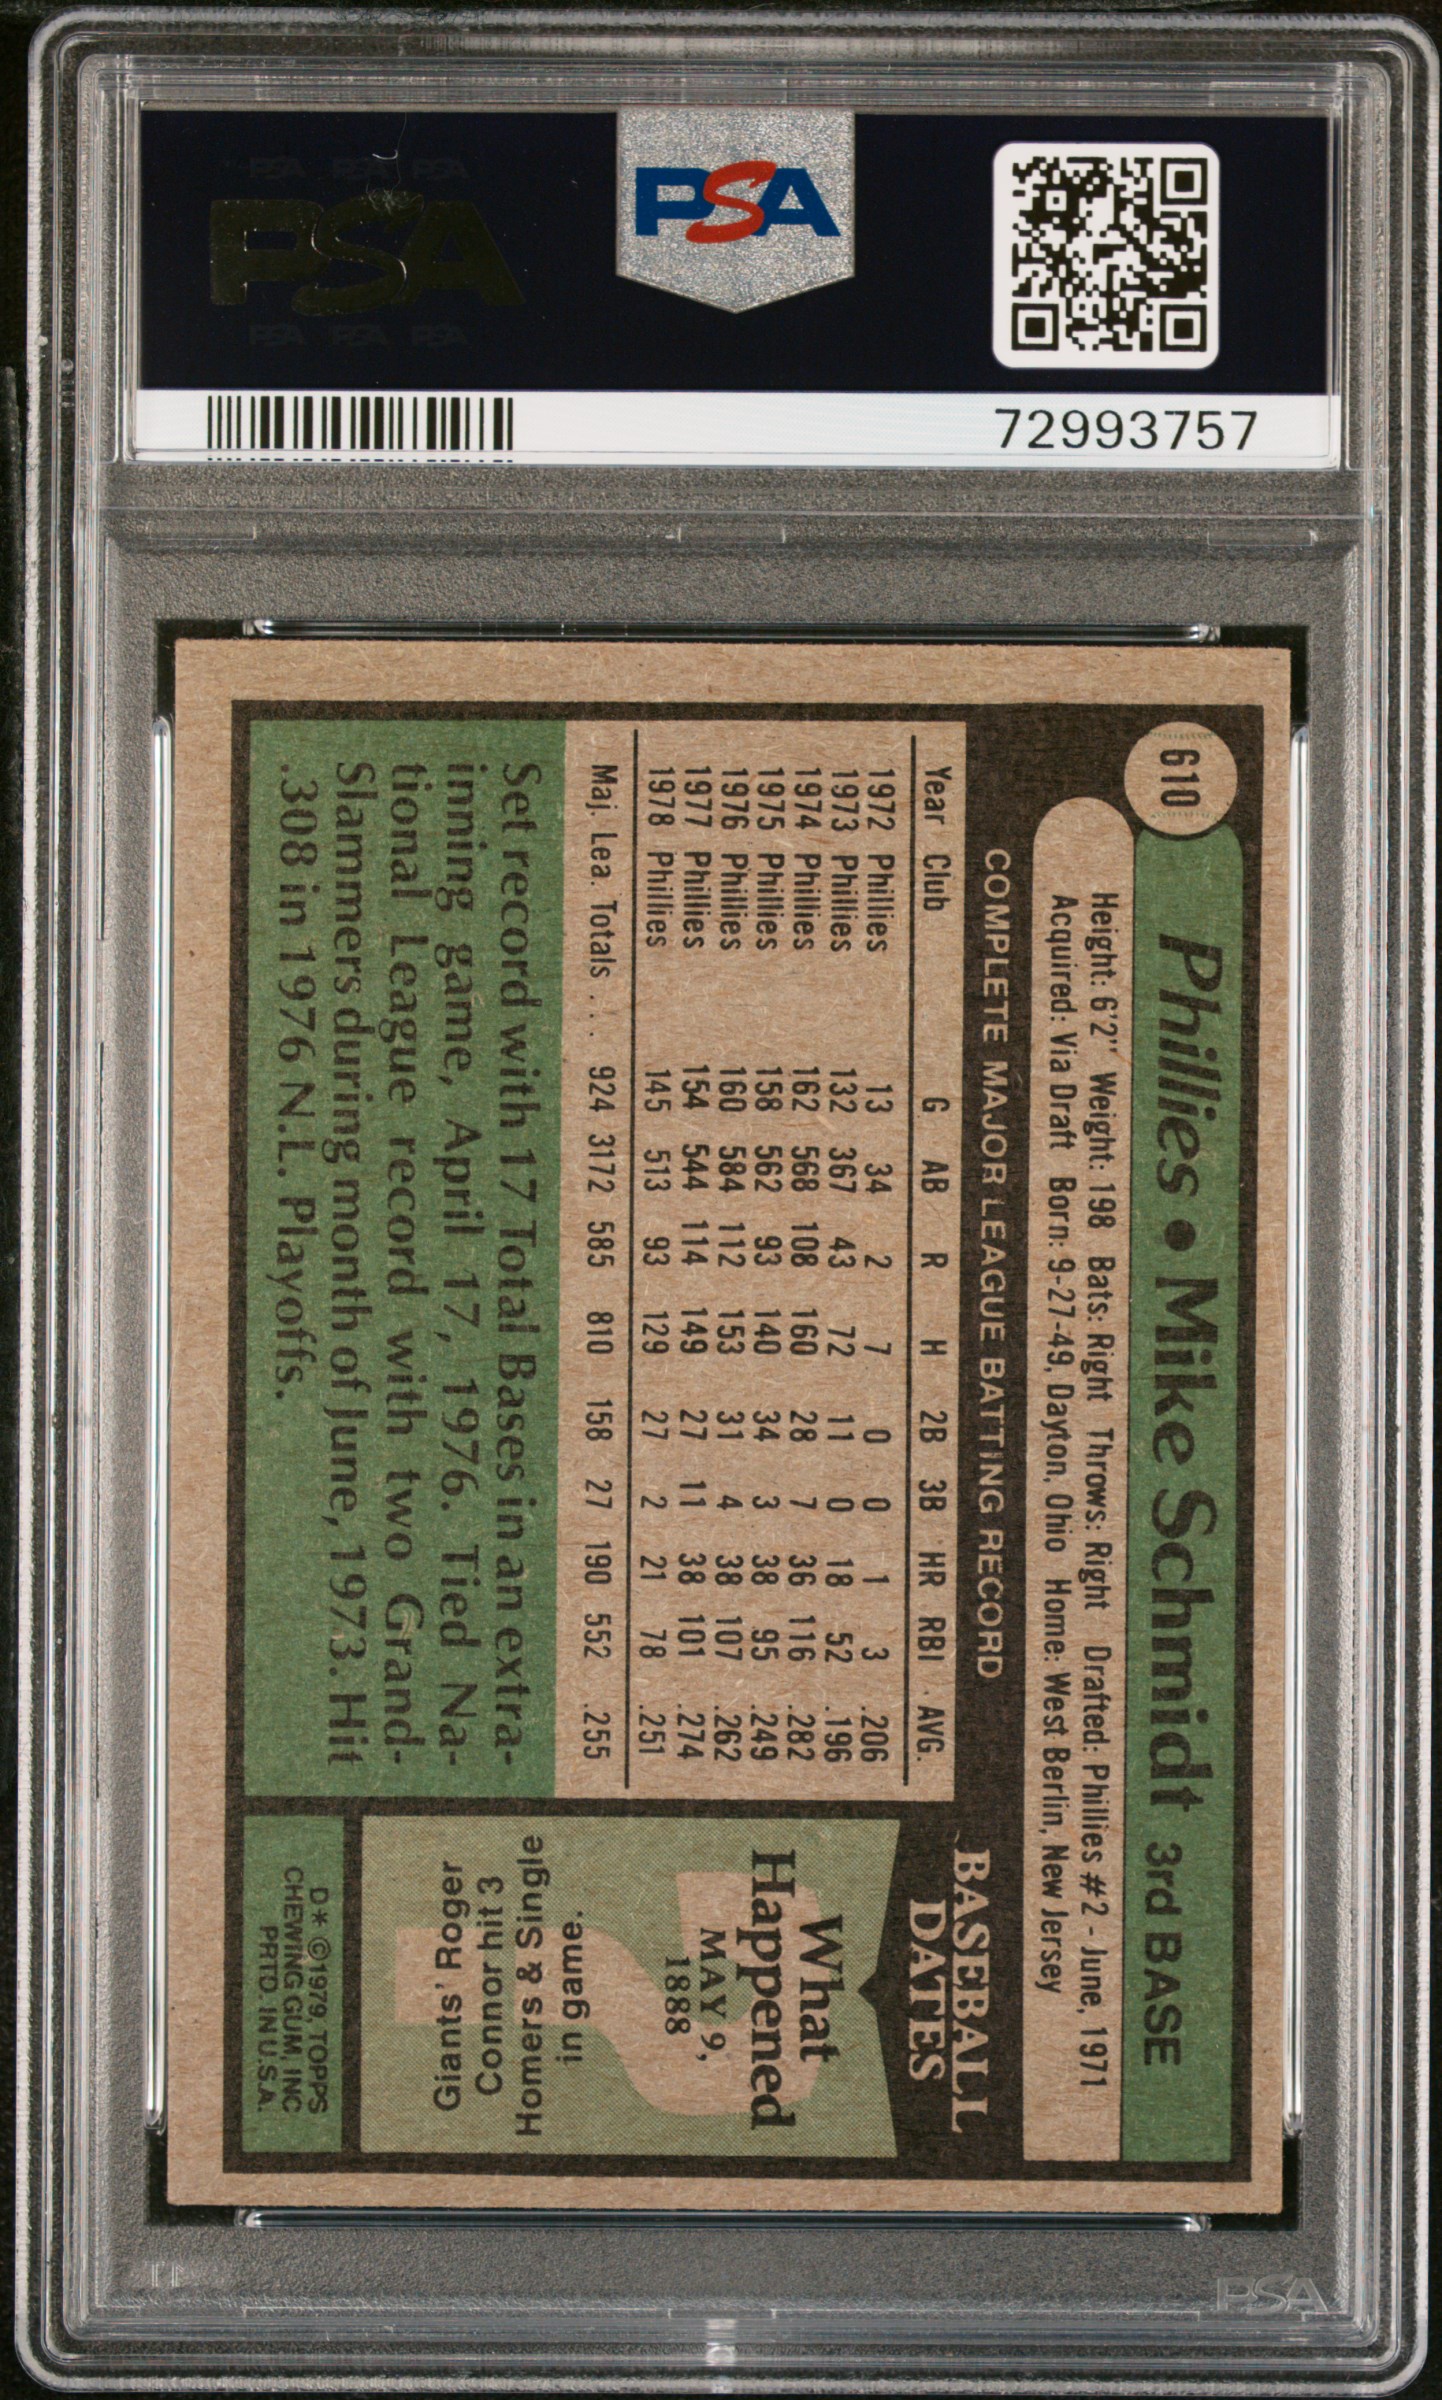 PSA PSA PSA
PSA
PSA PSA PSA
PSA
72993757
610
Phillies • Mike Schmidt 3rd BASE
Height: 6'2" Weight: 198 Bats: Right Throws: Right Drafted: Phillies #2 - June, 1971
Acquired: Via Draft Born: 9-27-49, Dayton, Ohio Home: West Berlin, New Jersey
COMPLETE MAJOR LEAGUE BATTING RECORD
Year Club G AB R H 2B 3B HR RBI AVG.
1972 Phillies 13 34 2 7 0 0 1 3 .206
1973 Phillies 132 367 43 72 11 0 18 52 .196
1974 Phillies 162 568 108 160 28 7 36 116 .282
1975 Phillies 158 562 93 140 34 3 38 95 .249
1976 Phillies 160 584 112 153 31 4 38 107 .262
1977 Phillies 154 544 114 149 27 11 38 101 .274
1978 Phillies 145 513 93 129 27 2 21 78 .251
Maj. Lea. Totals . . . 924 3172 585 810 158 27 190 552 .255
Set record with 17 Total Bases in an extra-
inning game, April 17, 1976. Tied Na-
tional League record with two Grand-
Slammers during month of June, 1973. Hit
.308 in 1976 N.L. Playoffs.
BASEBALL
DATES
What
Happened
MAY 9,
1888
Giants' Roger
Connor hit 3
Homers & Single
in game.
D* ©1979, TOPPS
CHEWING GUM, INC
PRTD. IN U.S.A.
PSA